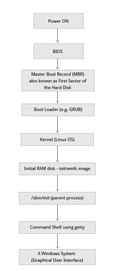 Power ON
BIOS
Master Boot Record (MBR)
also known as First Sector of
the Hard Disk
Boot Loader (e.g. GRUB)
Kernel (Linux OS)
Initial RAM disk - initramfs image
/sbin/init (parent process)
Command Shell using getty
X Windows System
(Graphical User Interface)